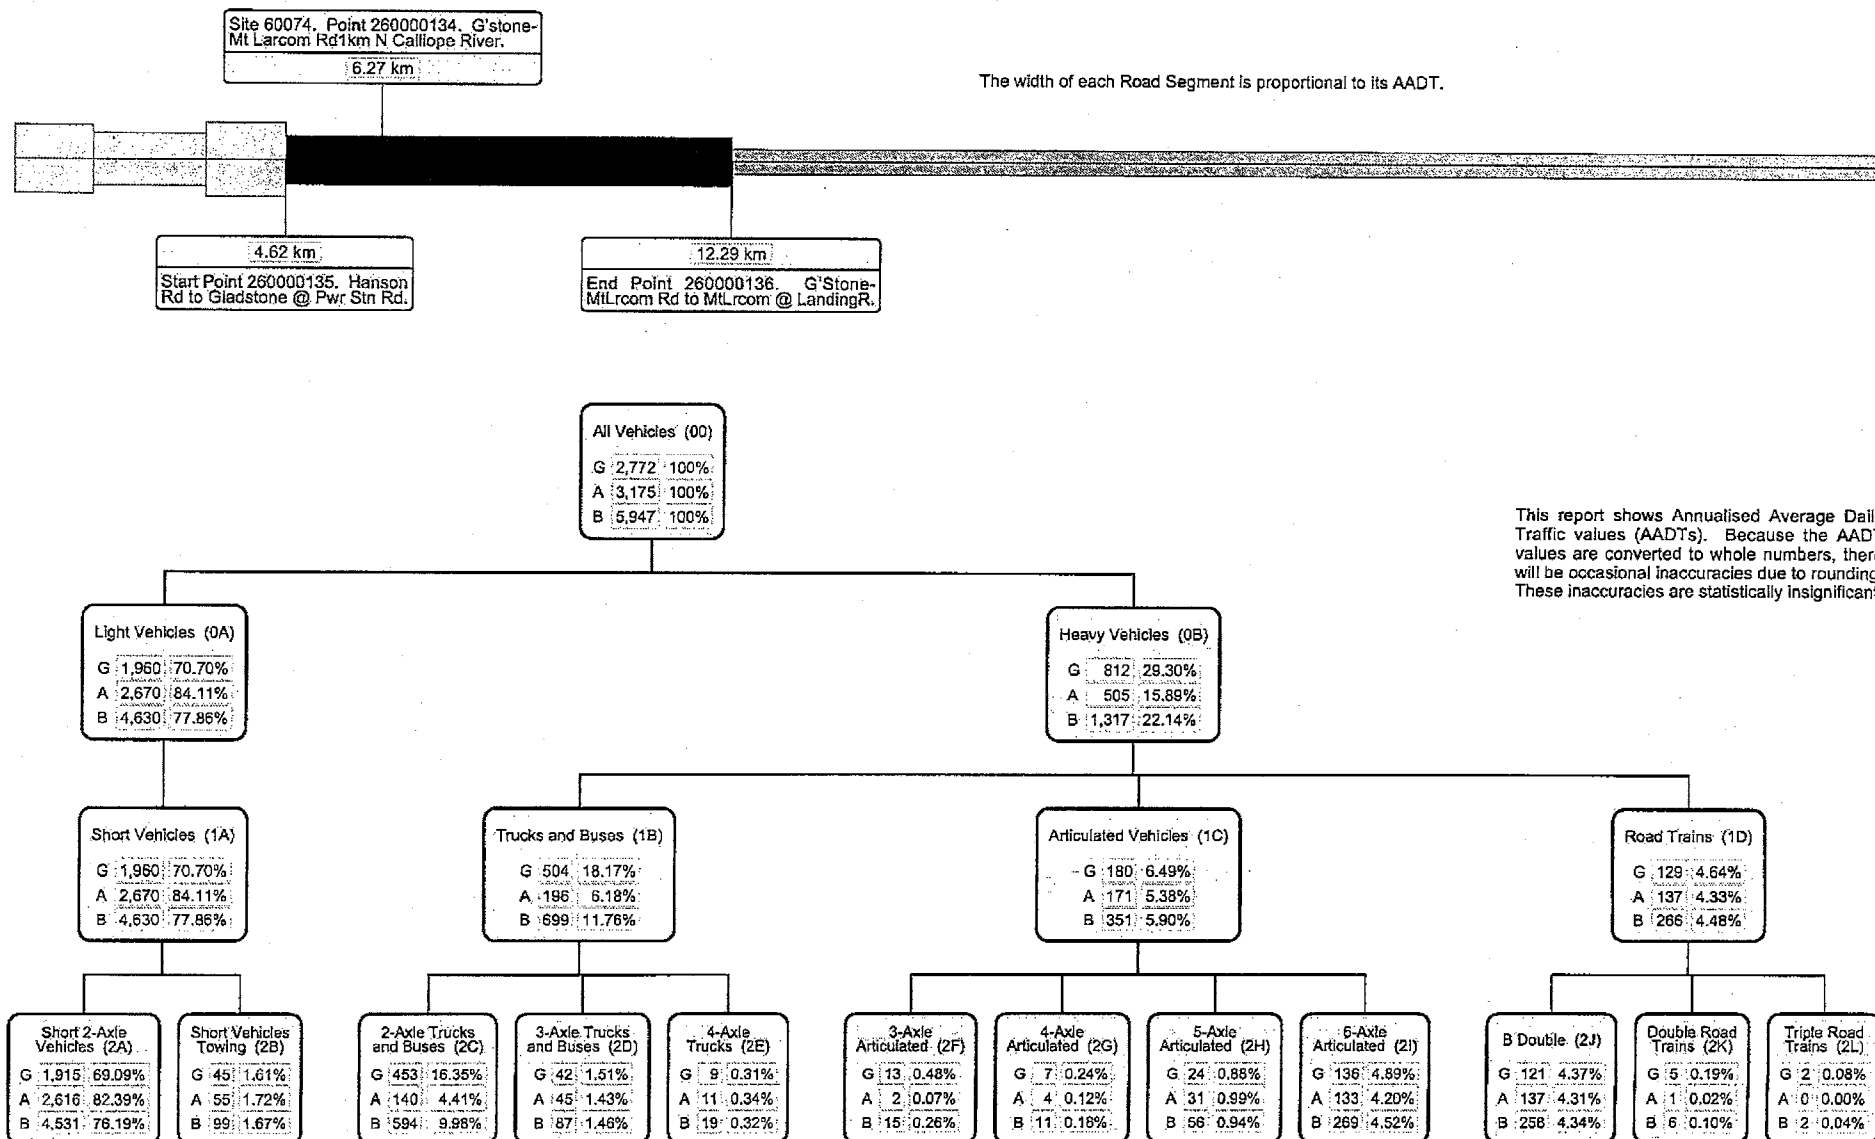 Site 60074. Point 260000134. G'stone-
Mt Larcom Rd1km N Calliope River.
6.27 km
The width of each Road Segment is proportional to its AADT.
4.62 km
Start Point 260000135. Hanson
Rd to Gladstone @ Pwr Stn Rd.
12.29 km
End Point 260000136. G'Stone-
MtLrcom Rd to MtLrcom @ LandingR.
All Vehicles (00)
G 2,772 100%
A 3,175 100%
B 5,947 100%
This report shows Annualised Average Dail
Traffic values (AADTs). Because the AAD
values are converted to whole numbers, ther
will be occasional inaccuracies due to rounding
These inaccuracies are statistically insignifican
Light Vehicles (0A)
G 1,960 70.70%
A 2,670 84.11%
B 4,630 77.86%
Heavy Vehicles (0B)
G 812 29.30%
A 505 15.89%
B 1,317 22.14%
Short Vehicles (1A)
G 1,960 70.70%
A 2,670 84.11%
B 4,630 77.86%
Trucks and Buses (1B)
G 504 18.17%
A 196 6.18%
B 699 11.76%
Articulated Vehicles (1C)
G 180 6.49%
A 171 5.38%
B 351 5.90%
Road Trains (1D)
G 129 4.64%
A 137 4.33%
B 266 4.48%
Short 2-Axle
Vehicles (2A)
G 1,915 69.09%
A 2,616 82.39%
B 4,531 76.19%
Short Vehicles
Towing (2B)
G 45 1.61%
A 55 1.72%
B 99 1.67%
2-Axle Trucks
and Buses (2C)
G 453 16.35%
A 140 4.41%
B 594 9.98%
3-Axle Trucks
and Buses (2D)
G 42 1.51%
A 45 1.43%
B 87 1.46%
4-Axle
Trucks (2E)
G 9 0.31%
A 11 0.34%
B 19 0.32%
3-Axle
Articulated (2F)
G 13 0.48%
A 2 0.07%
B 15 0.26%
4-Axle
Articulated (2G)
G 7 0.24%
A 4 0.12%
B 11 0.18%
5-Axle
Articulated (2H)
G 24 0.88%
A 31 0.99%
B 56 0.94%
6-Axle
Articulated (2I)
G 136 4.89%
A 133 4.20%
B 269 4.52%
B Double (2J)
G 121 4.37%
A 137 4.31%
B 258 4.34%
Double Road
Trains (2K)
G 5 0.19%
A 1 0.02%
B 6 0.10%
Triple Road
Trains (2L)
G 2 0.08%
A 0 0.00%
B 2 0.04%